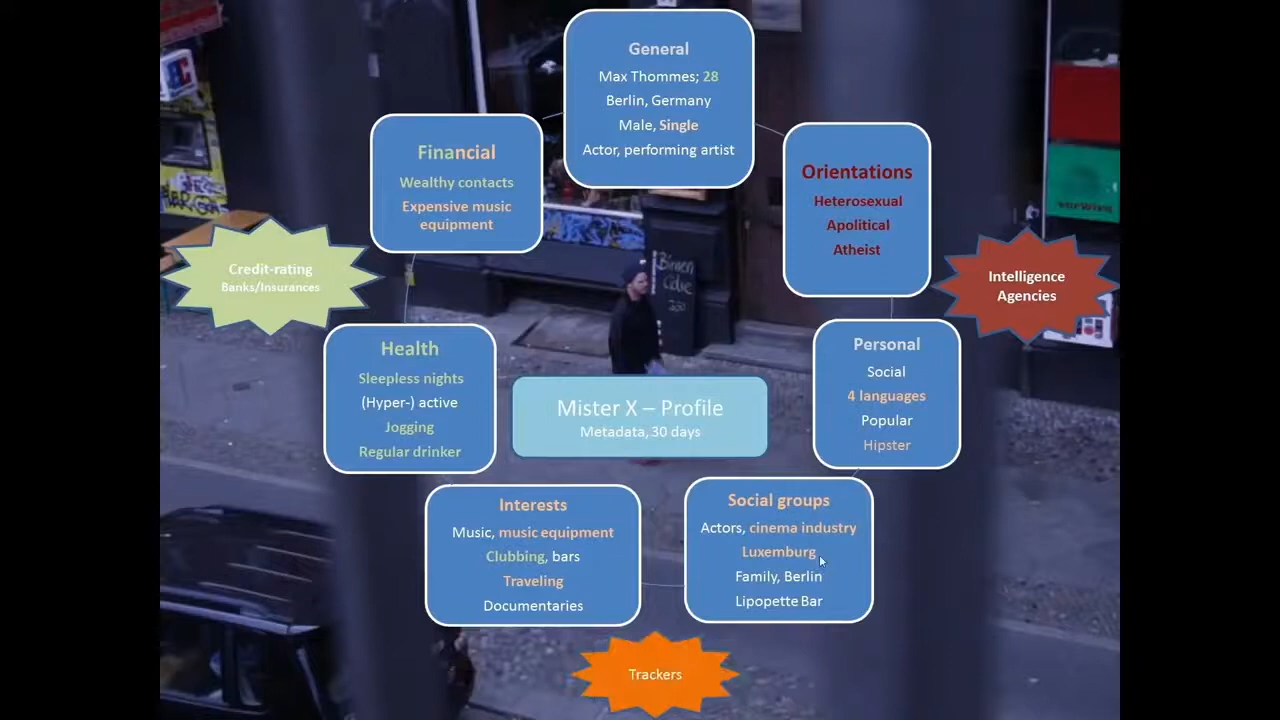 General
Max Thommes; 28
Berlin, Germany
Male, Single
Actor, performing artist
Financial
Wealthy contacts
Expensive music
equipment
Orientations
Heterosexual
Apolitical
Atheist
Credit-rating
Banks/Insurances
Intelligence
Agencies
Health
Sleepless nights
(Hyper-) active
Jogging
Regular drinker
Mister X – Profile
Metadata, 30 days
Personal
Social
4 languages
Popular
Hipster
Interests
Music, music equipment
Clubbing, bars
Traveling
Documentaries
Social groups
Actors, cinema industry
Luxemburg
Family, Berlin
Lipopette Bar
Trackers